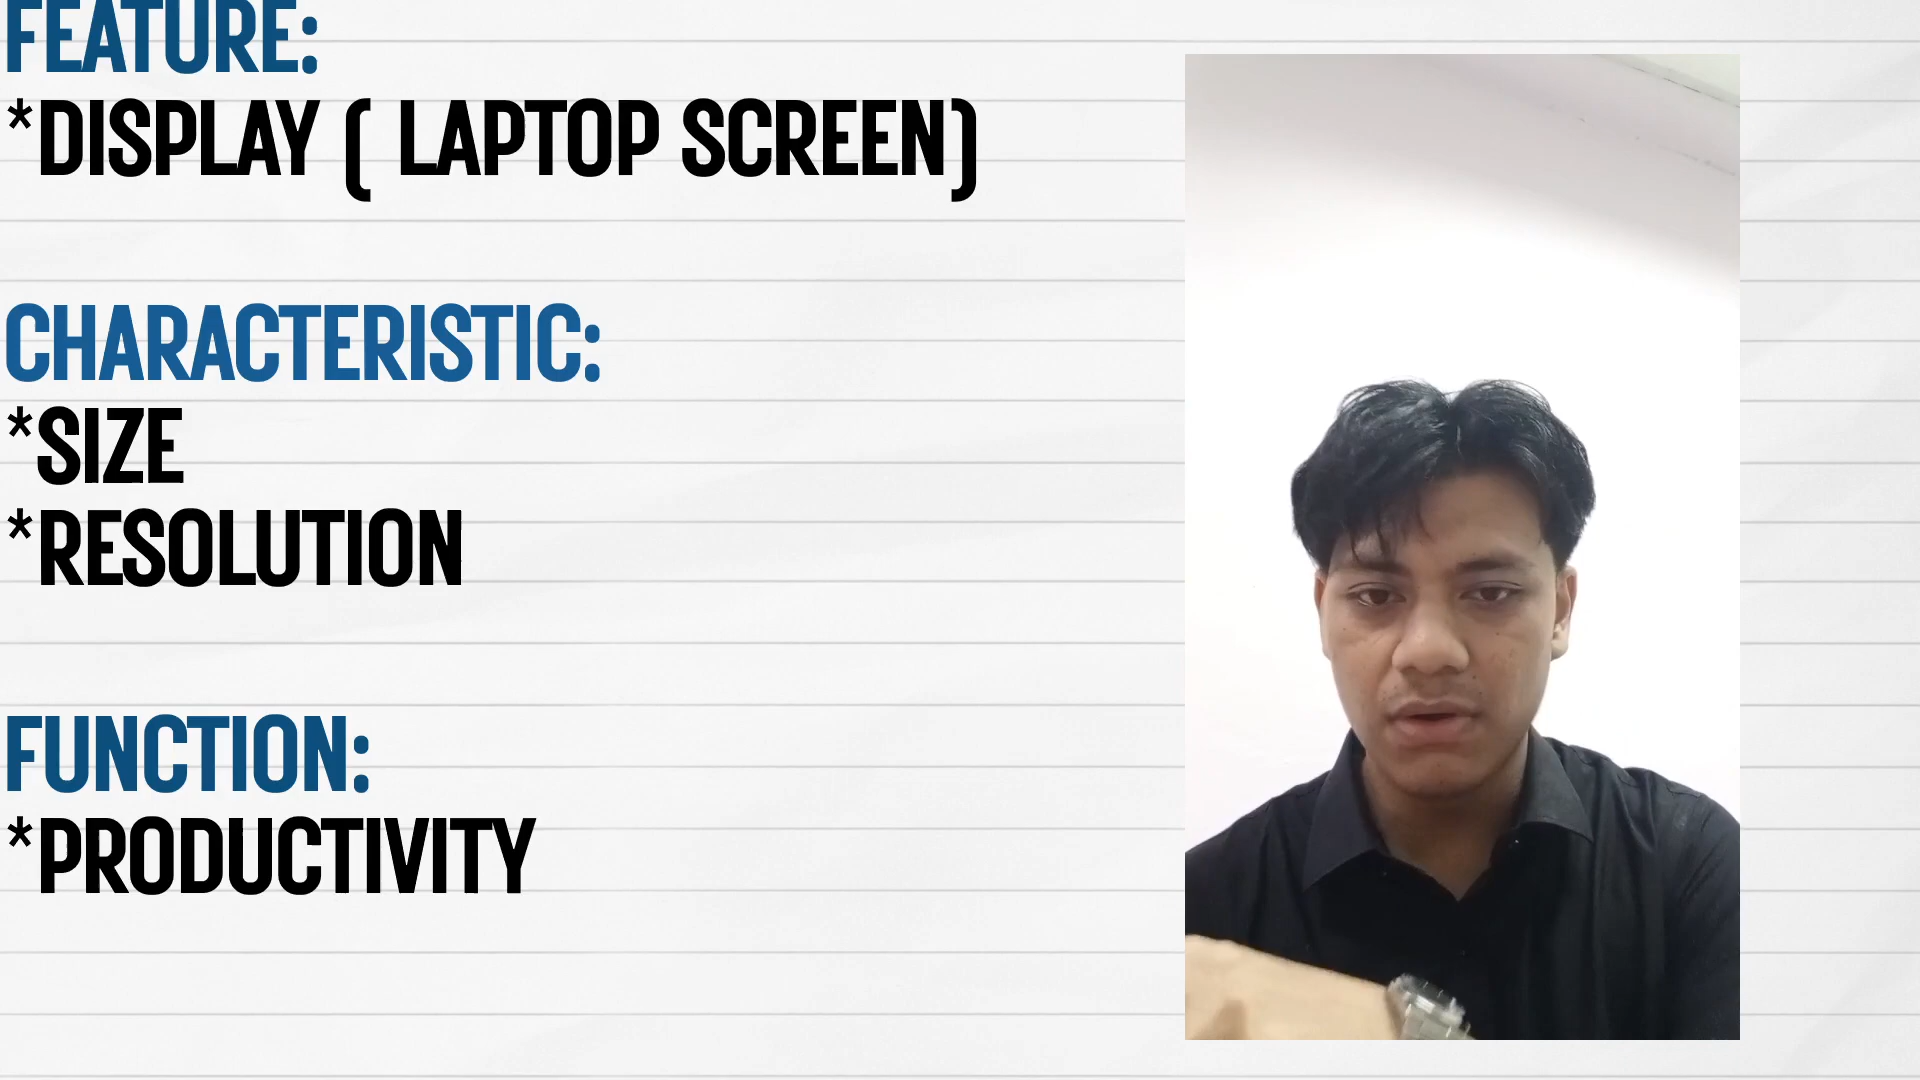 FEATURE:
*DISPLAY ( LAPTOP SCREEN)
CHARACTERISTIC:
*SIZE
*RESOLUTION
FUNCTION:
*PRODUCTIVITY